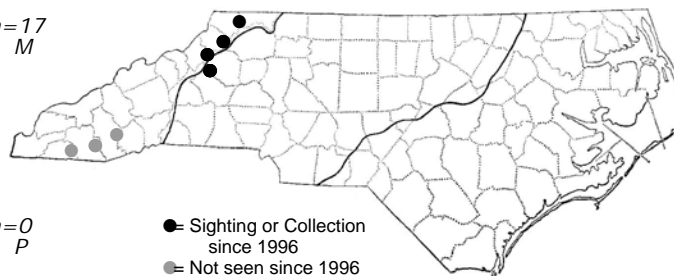 =17
M
=0
P
= Sighting or Collection
since 1996
= Not seen since 1996